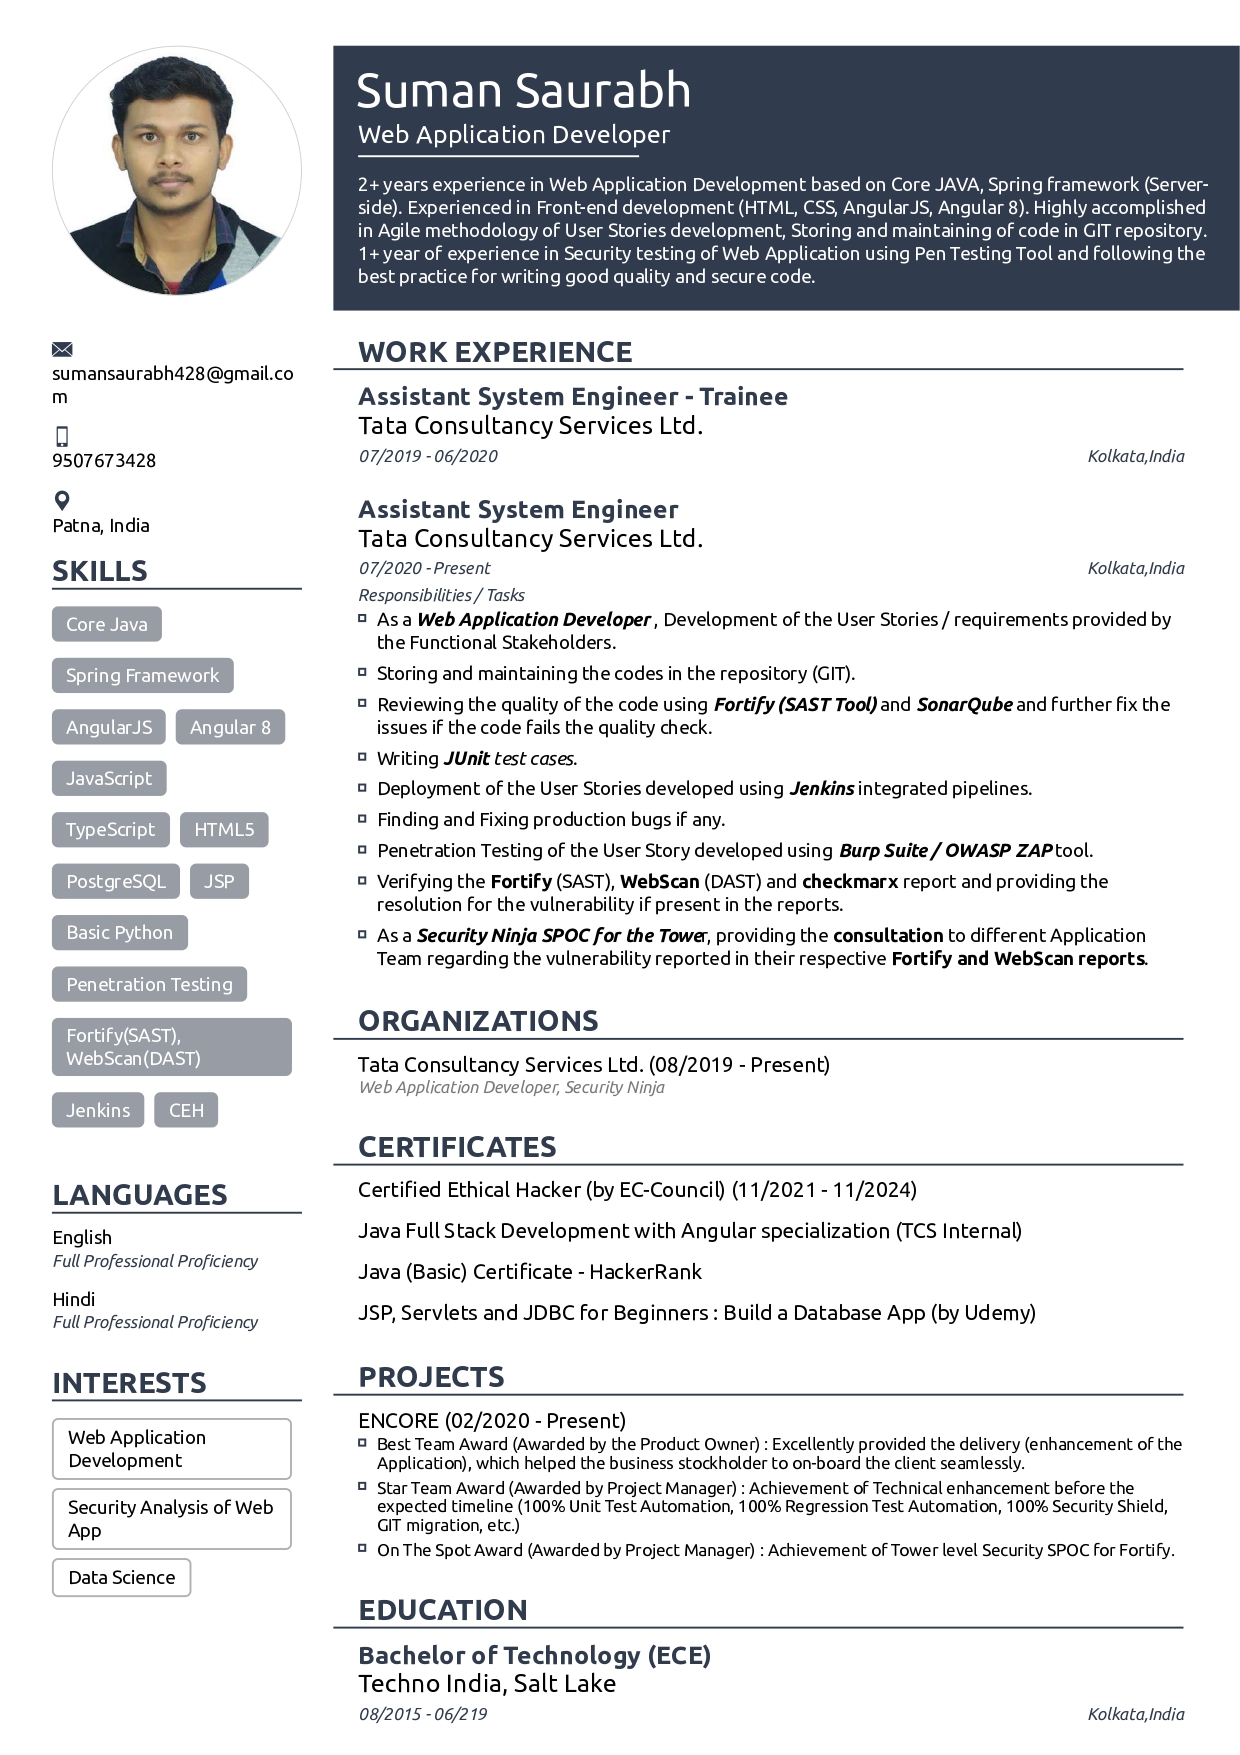 Suman Saurabh
Web Application Developer
2+ years experience in Web Application Development based on Core JAVA, Spring framework (Server-
side). Experienced in Front-end development (HTML, CSS, AngularJS, Angular 8). Highly accomplished
in Agile methodology of User Stories development, Storing and maintaining of code in GIT repository.
1+ year of experience in Security testing of Web Application using Pen Testing Tool and following the
best practice for writing good quality and secure code.
sumansaurabh428@gmail.co
m
9507673428
Patna, India
SKILLS
Core Java
Spring Framework
AngularJS Angular 8
JavaScript
TypeScript HTML5
PostgreSQL JSP
Basic Python
Penetration Testing
Fortify(SAST),
WebScan(DAST)
Jenkins CEH
LANGUAGES
English
Full Professional Proficiency
Hindi
Full Professional Proficiency
INTERESTS
Web Application
Development
Security Analysis of Web
App
Data Science
WORK EXPERIENCE
Assistant System Engineer - Trainee
Tata Consultancy Services Ltd.
07/2019 - 06/2020 Kolkata,India
Assistant System Engineer
Tata Consultancy Services Ltd.
07/2020 - Present Kolkata,India
Responsibilities / Tasks
As a Web Application Developer , Development of the User Stories / requirements provided by
the Functional Stakeholders.
Storing and maintaining the codes in the repository (GIT).
Reviewing the quality of the code using Fortify (SAST Tool) and SonarQube and further fix the
issues if the code fails the quality check.
Writing JUnit test cases.
Deployment of the User Stories developed using Jenkins integrated pipelines.
Finding and Fixing production bugs if any.
Penetration Testing of the User Story developed using Burp Suite / OWASP ZAP tool.
Verifying the Fortify (SAST), WebScan (DAST) and checkmarx report and providing the
resolution for the vulnerability if present in the reports.
As a Security Ninja SPOC for the Tower, providing the consultation to different Application
Team regarding the vulnerability reported in their respective Fortify and WebScan reports.
ORGANIZATIONS
Tata Consultancy Services Ltd. (08/2019 - Present)
Web Application Developer, Security Ninja
CERTIFICATES
Certified Ethical Hacker (by EC-Council) (11/2021 - 11/2024)
Java Full Stack Development with Angular specialization (TCS Internal)
Java (Basic) Certificate - HackerRank
JSP, Servlets and JDBC for Beginners : Build a Database App (by Udemy)
PROJECTS
ENCORE (02/2020 - Present)
Best Team Award (Awarded by the Product Owner) : Excellently provided the delivery (enhancement of the
Application), which helped the business stockholder to on-board the client seamlessly.
Star Team Award (Awarded by Project Manager) : Achievement of Technical enhancement before the
expected timeline (100% Unit Test Automation, 100% Regression Test Automation, 100% Security Shield,
GIT migration, etc.)
On The Spot Award (Awarded by Project Manager) : Achievement of Tower level Security SPOC for Fortify.
EDUCATION
Bachelor of Technology (ECE)
Techno India, Salt Lake
08/2015 - 06/219 Kolkata,India